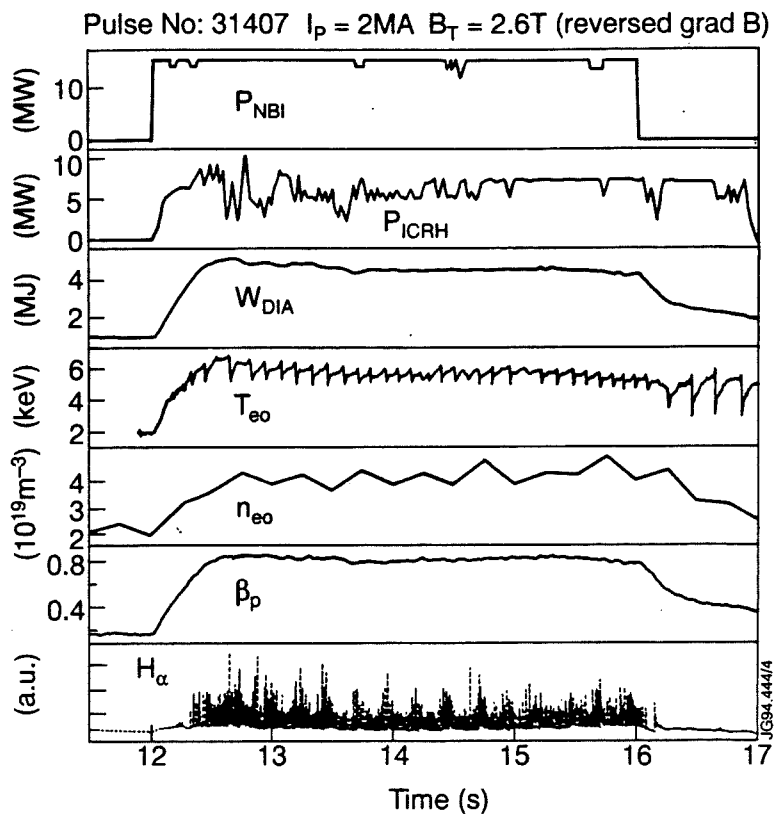 Pulse No: 31407 I_P = 2MA B_T = 2.6T (reversed grad B)
(MW)
10
0
P_NBI
(MW)
10
5
0
P_ICRH
(MJ)
4
2
W_DIA
(keV)
6
4
2
T_eo
(10^19 m^-3)
4
3
2
n_eo
0.8
0.4
β_p
(a.u.)
H_α
12 13 14 15 16 17
Time (s)
JG94.444/4